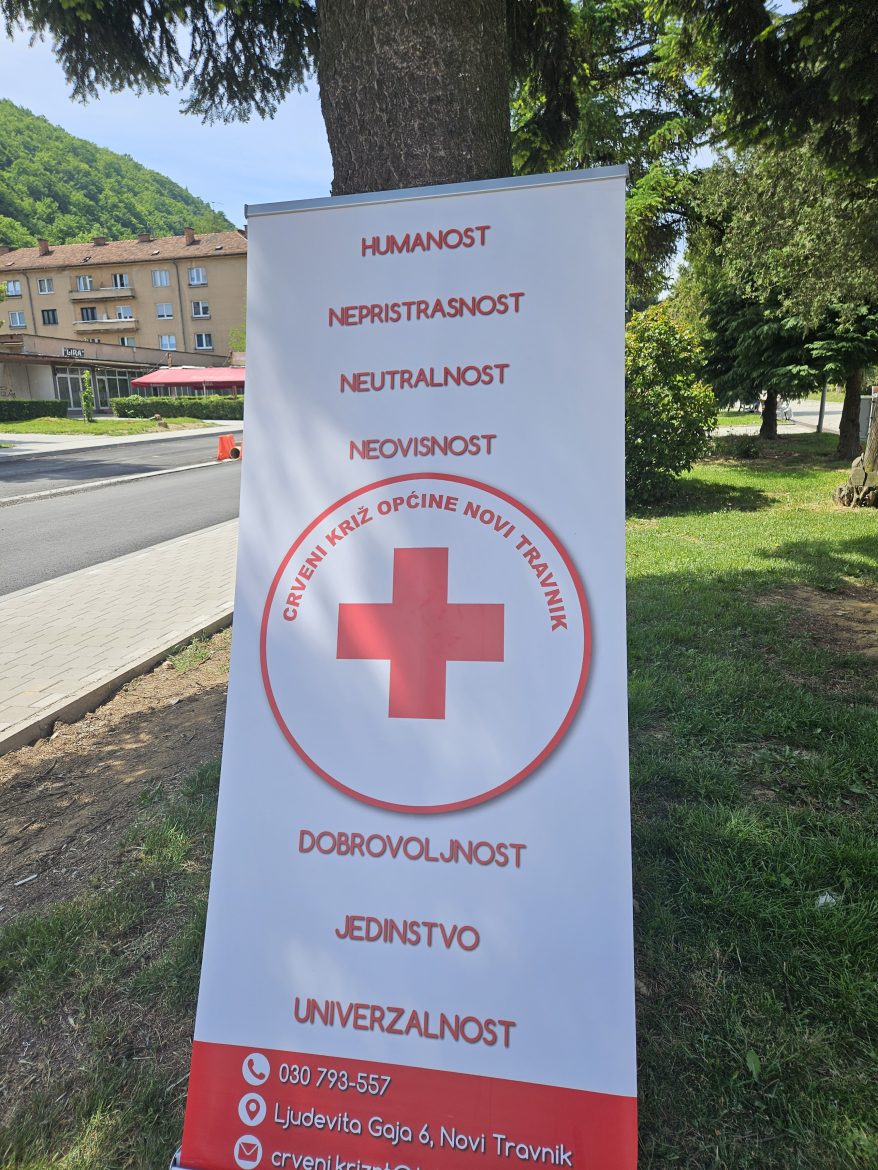 HUMANOST
NEPRISTRASNOST
NEUTRALNOST
NEOVISNOST
CRVENI KRIŽ OPĆINE NOVI TRAVNIK
DOBROVOLJNOST
JEDINSTVO
UNIVERZALNOST
030 793-557
Ljudevita Gaja 6, Novi Travnik
"LIRA"